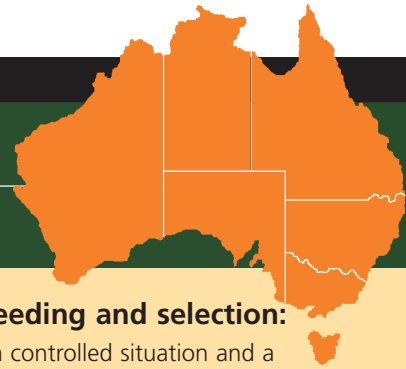 eeding and selection:
controlled situation and a